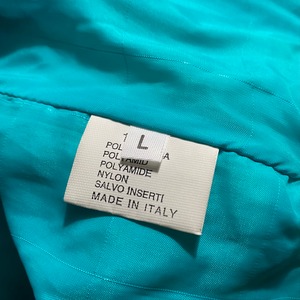 L
POLYAMID
POLYAMIDE
NYLON
SALVO INSERTI
MADE IN ITALY